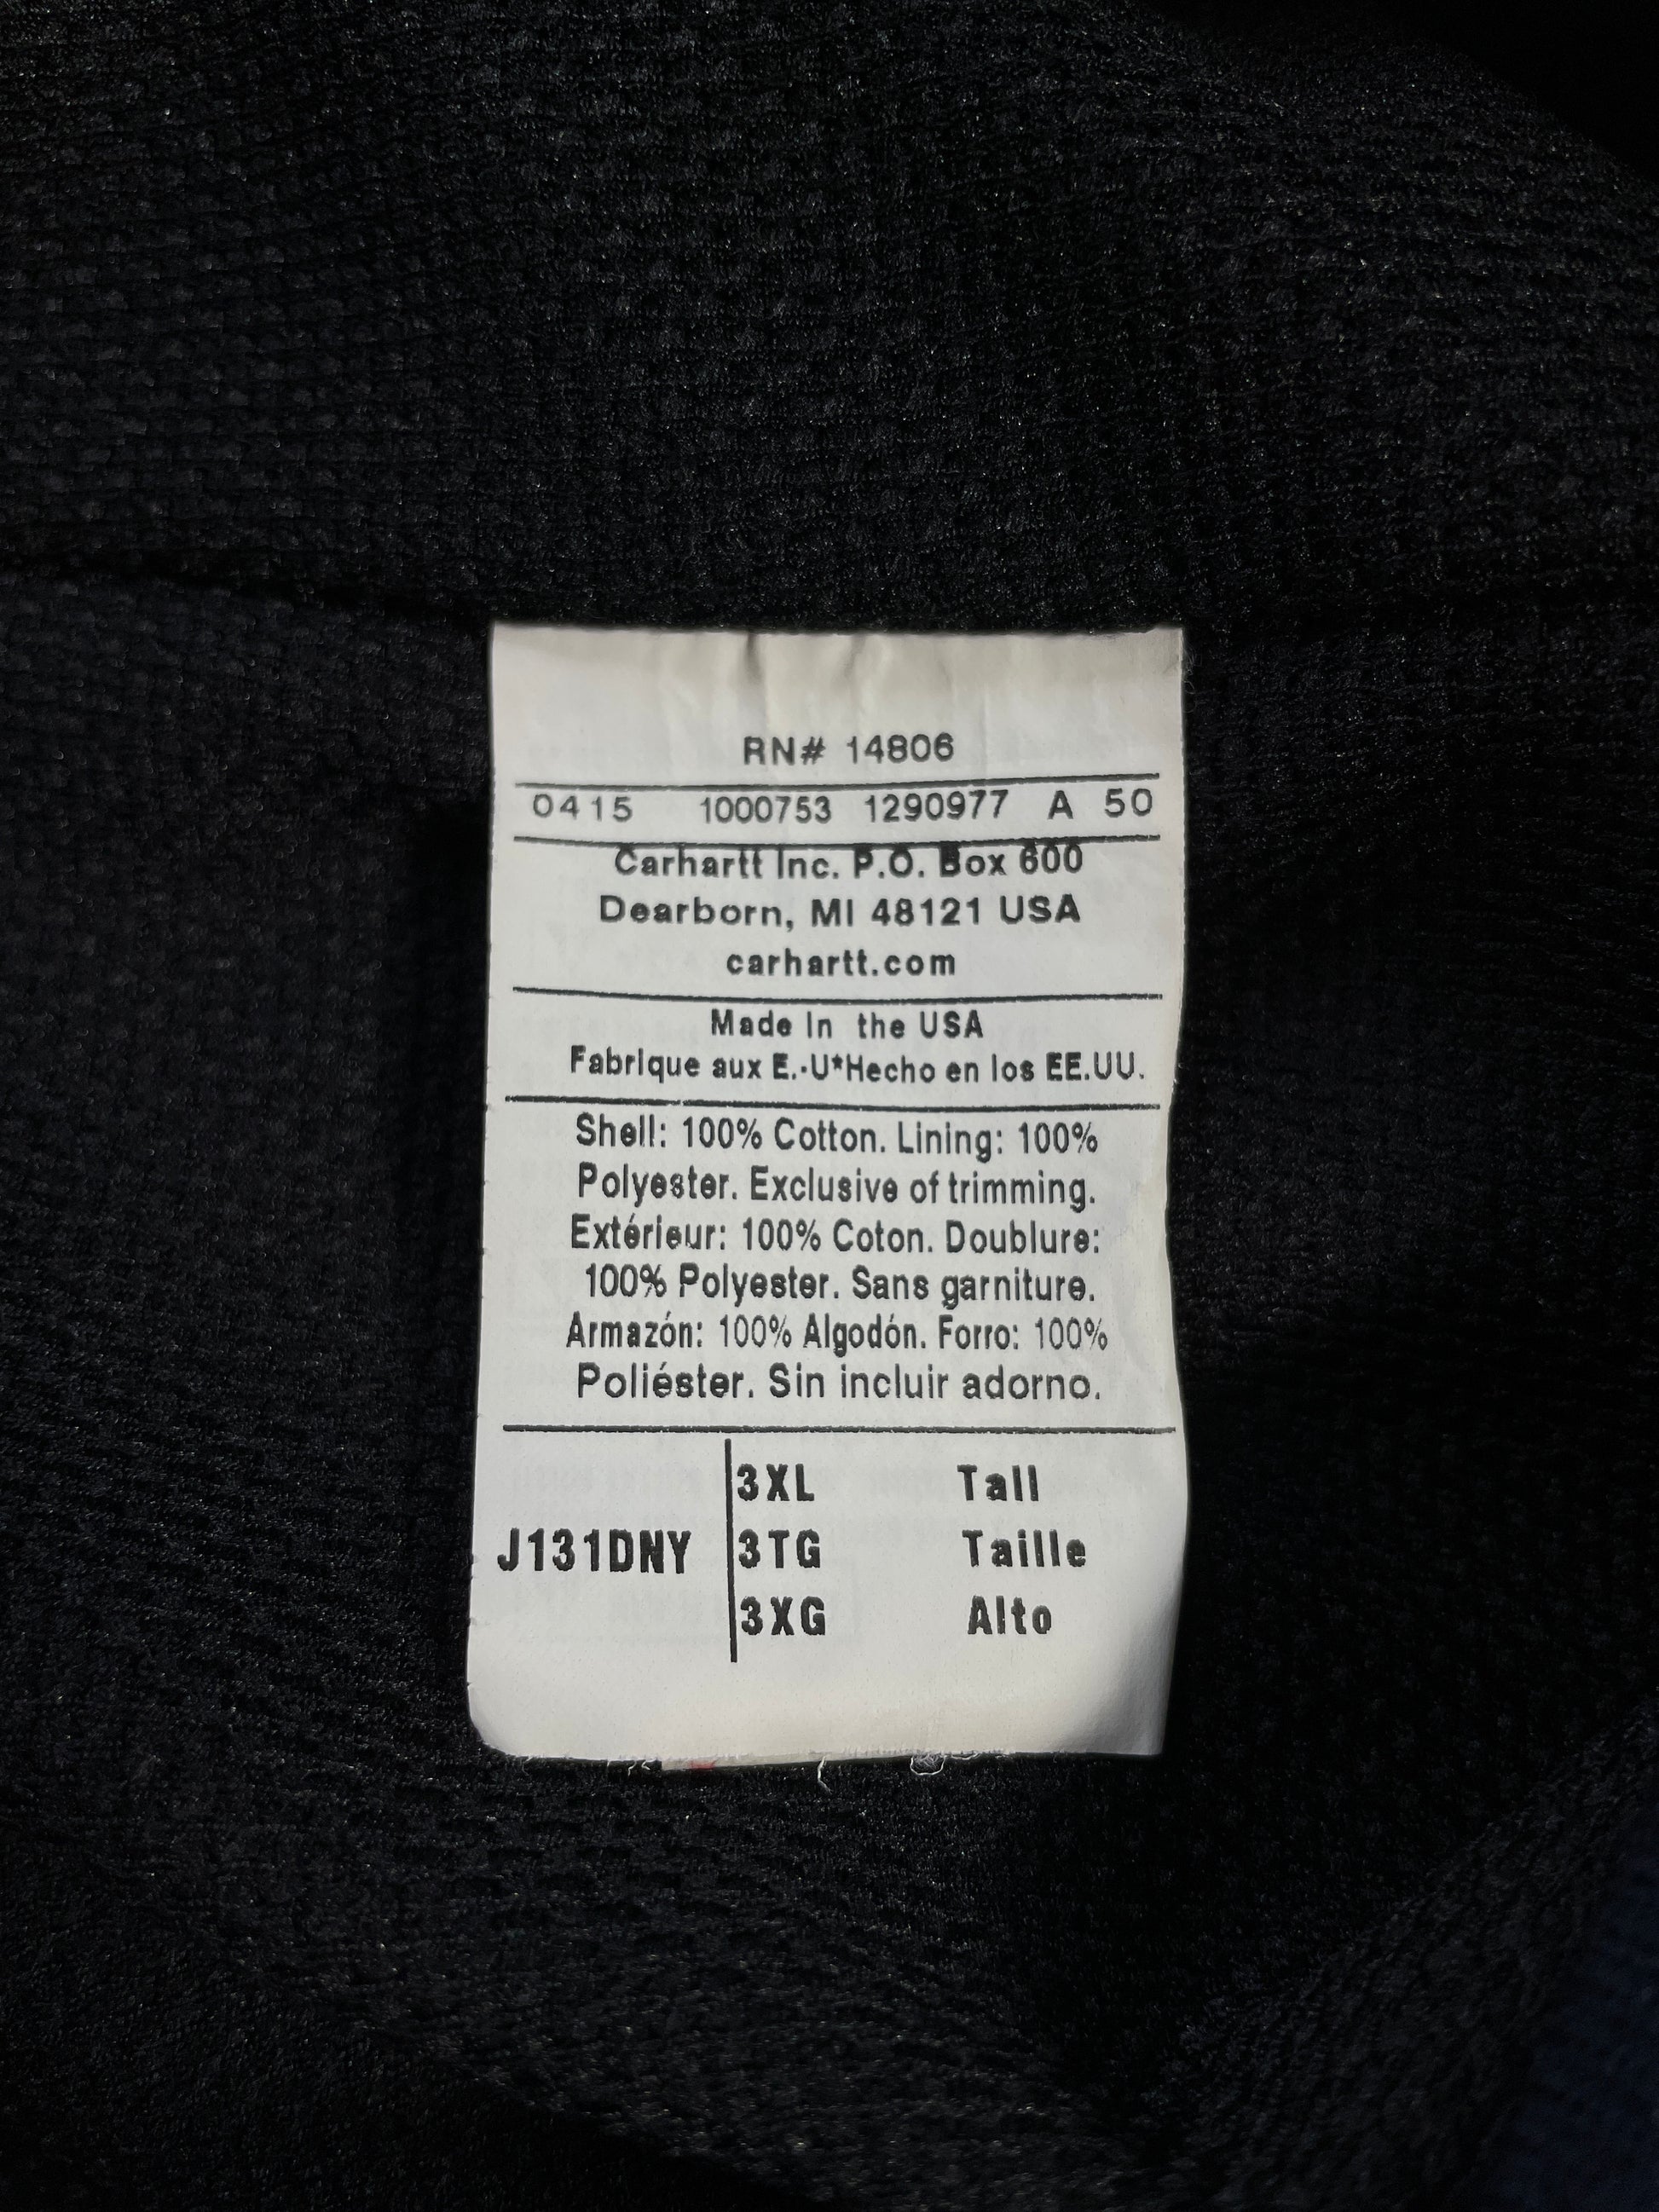 RN# 14806
0415 1000753 1290977 A 50
Carhartt Inc. P.O. Box 600
Dearborn, MI 48121 USA
carhartt.com
Made In the USA
Fabrique aux E.-U*Hecho en los EE.UU.
Shell: 100% Cotton. Lining: 100%
Polyester. Exclusive of trimming.
Extérieur: 100% Coton. Doublure:
100% Polyester. Sans garniture.
Armazón: 100% Algodón. Forro: 100%
Poliéster. Sin incluir adorno.
3XL Tall
J131DNY 3TG Taille
3XG Alto